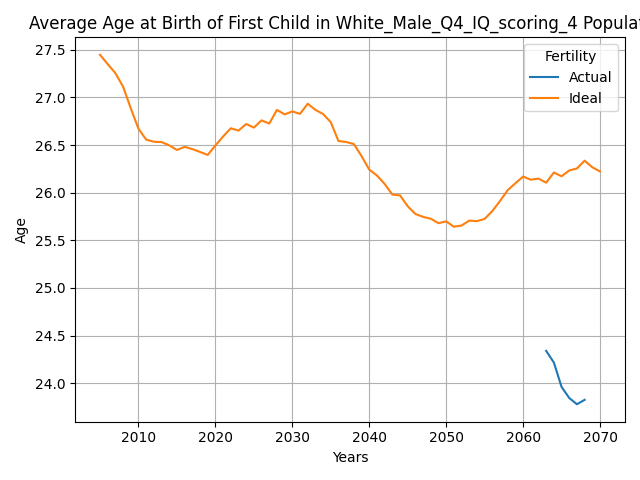 Average Age at Birth of First Child in White_Male_Q4_IQ_scoring_4 Populat
27.5
27.0
26.5
26.0
25.5
25.0
24.5
24.0
Age
Fertility
Actual
Ideal
2010 2020 2030 2040 2050 2060 2070
Years